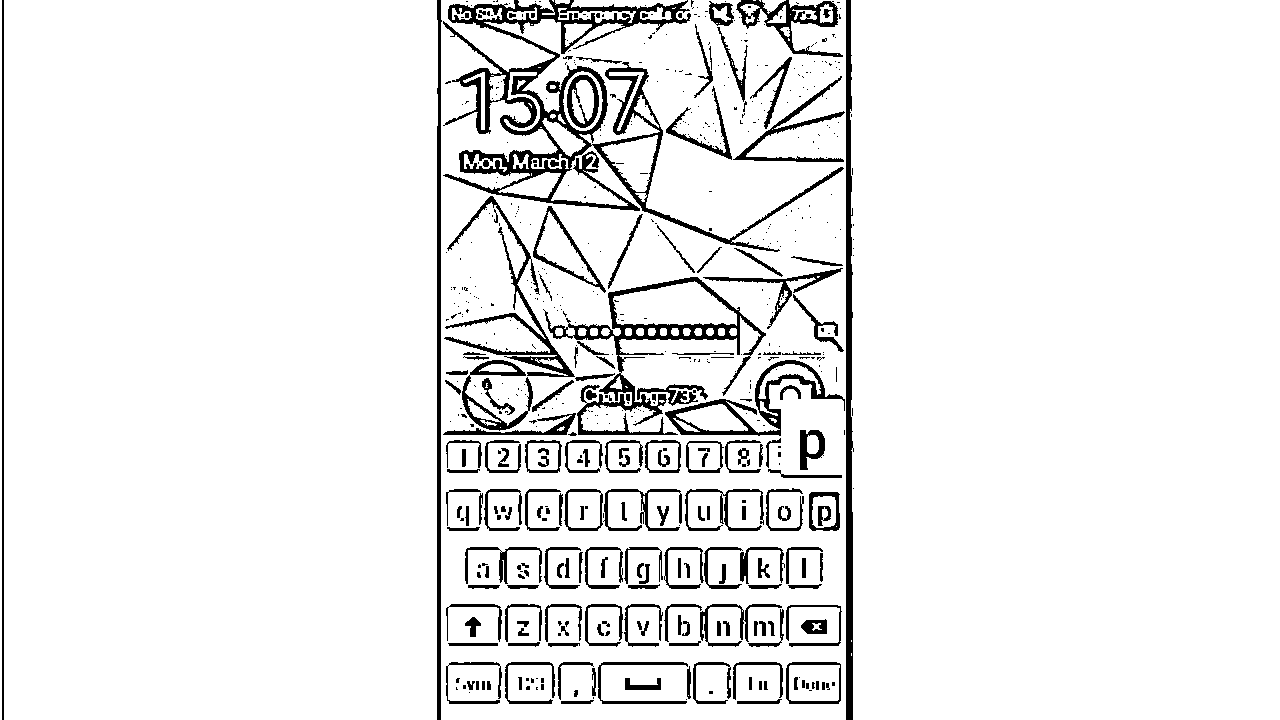 No SIM card – Emergency calls or 73%
15:07
Mon, March 12
Charging: 73%
p
1 2 3 4 5 6 7 8
q w e r t y u i o p
a s d f g h j k l
z x c v b n m
Sym 123 , . En Done